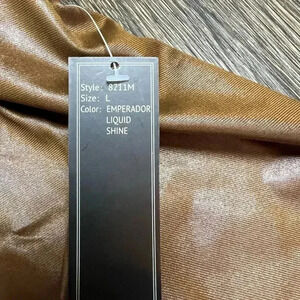 Style: 8211M
Size: L
Color: EMPERADOR
LIQUID
SHINE